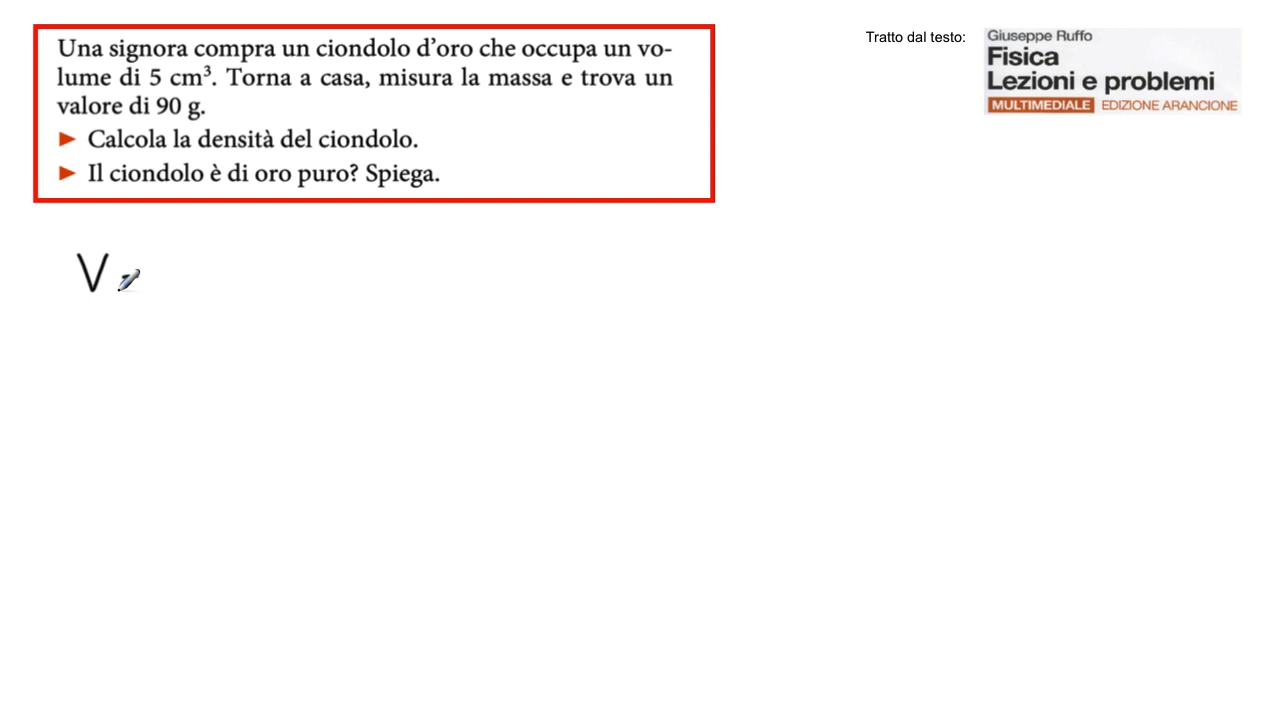 Una signora compra un ciondolo d’oro che occupa un vo-
lume di 5 cm³. Torna a casa, misura la massa e trova un
valore di 90 g.
► Calcola la densità del ciondolo.
► Il ciondolo è di oro puro? Spiega.
Tratto dal testo:
Giuseppe Ruffo
Fisica
Lezioni e problemi
MULTIMEDIALE EDIZIONE ARANCIONE
V